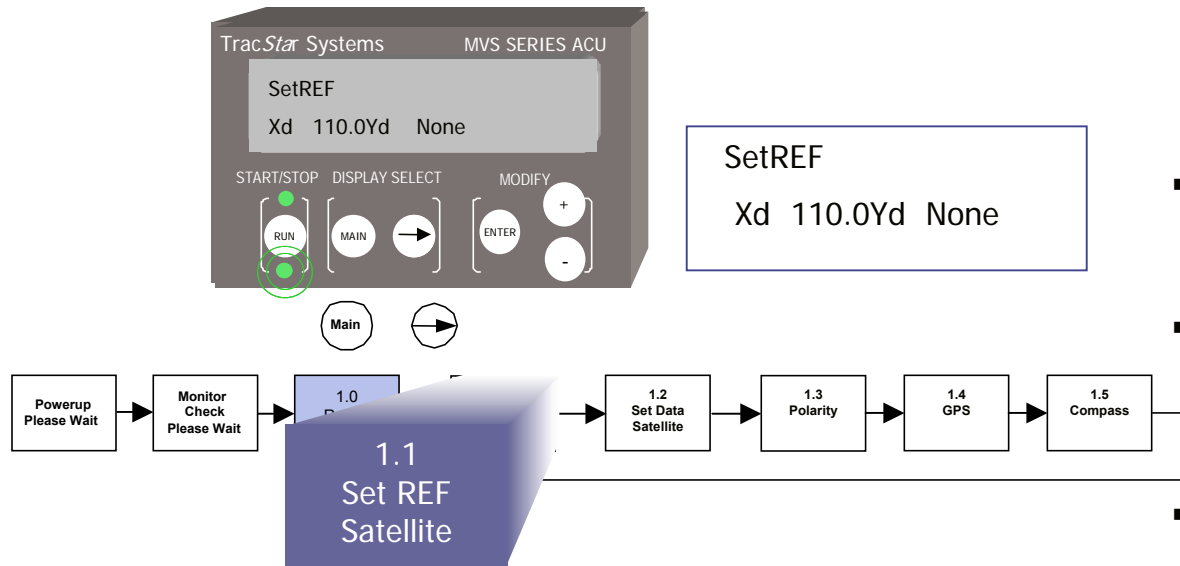 TracStar Systems MVS SERIES ACU
SetREF
Xd 110.0Yd None
START/STOP DISPLAY SELECT MODIFY
RUN MAIN ENTER + -
SetREF
Xd 110.0Yd None
Main
Powerup
Please Wait
Monitor
Check
Please Wait
1.0
1.1
Set REF
Satellite
1.2
Set Data
Satellite
1.3
Polarity
1.4
GPS
1.5
Compass